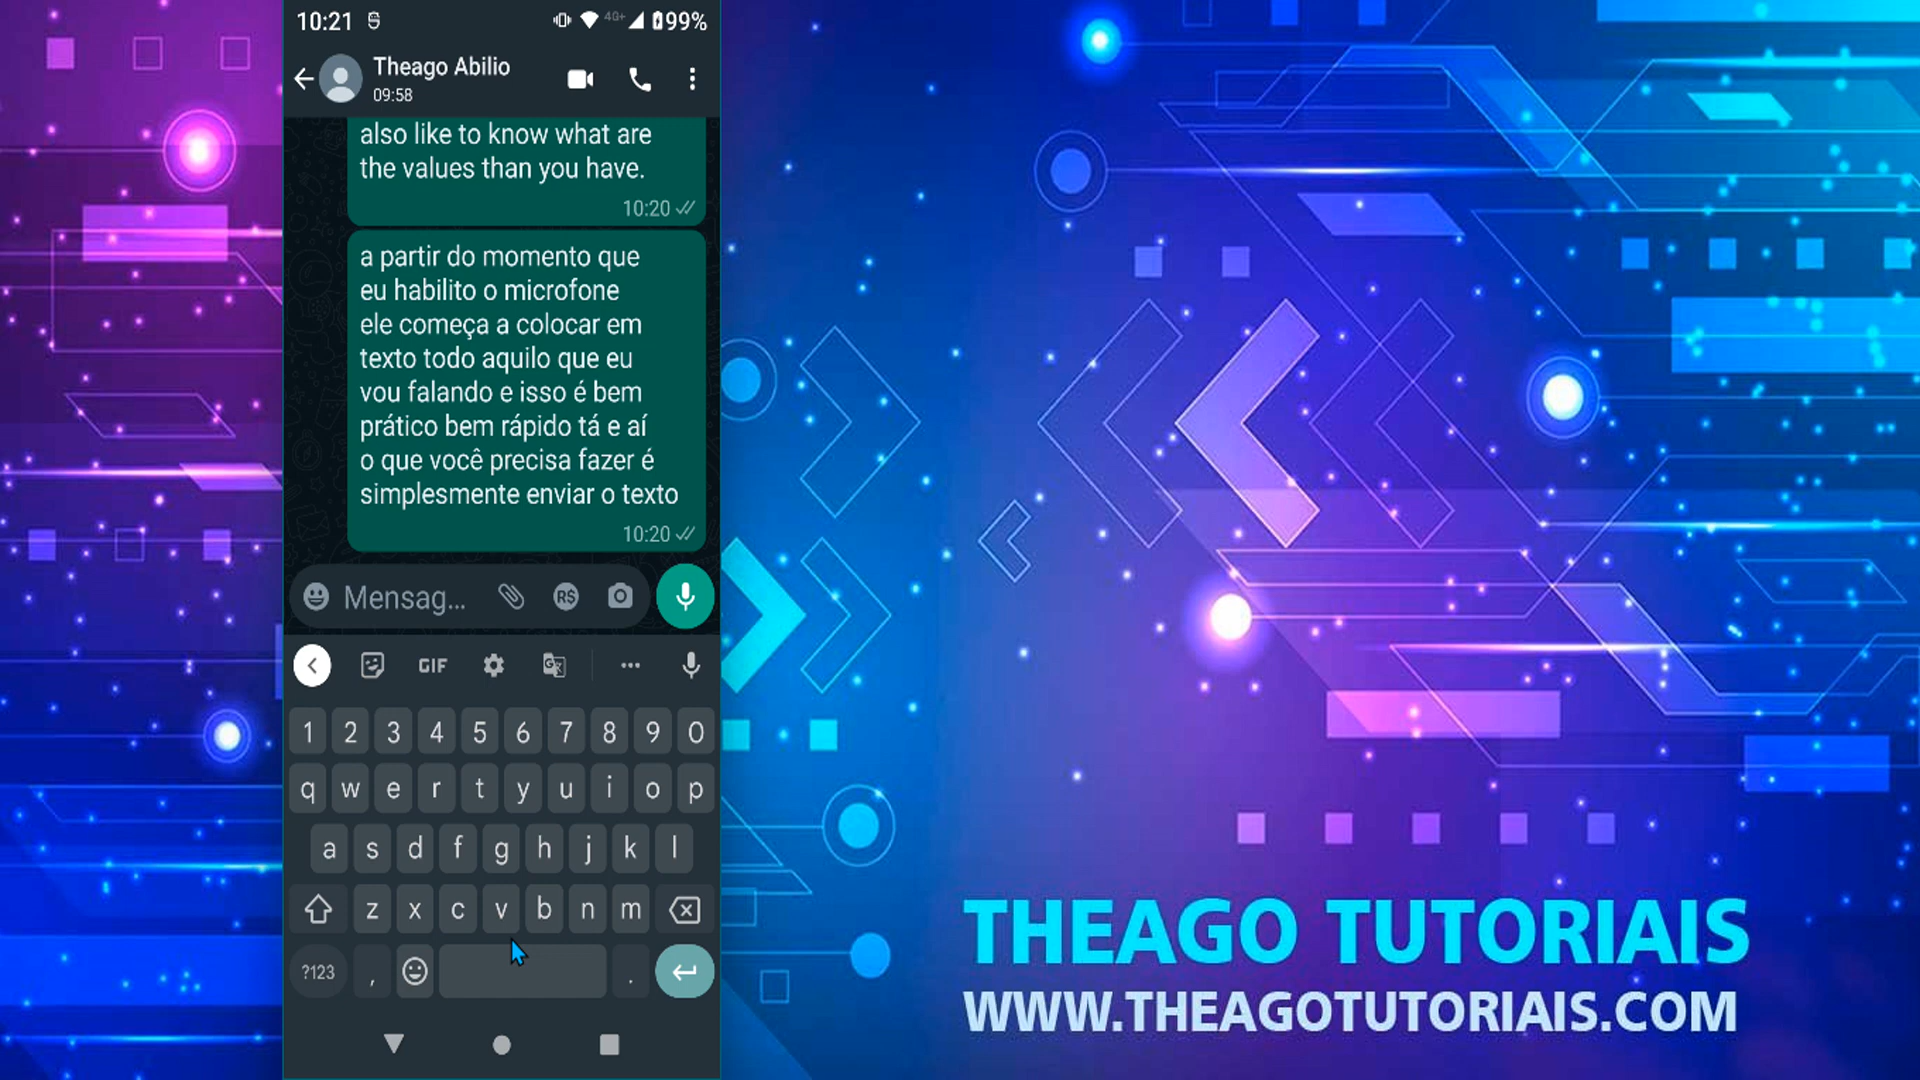 10:21
4G+
99%
Theago Abilio
09:58
also like to know what are
the values than you have.
10:20
a partir do momento que
eu habilito o microfone
ele começa a colocar em
texto todo aquilo que eu
vou falando e isso é bem
prático bem rápido tá e aí
o que você precisa fazer é
simplesmente enviar o texto
10:20
Mensag...
R$
GIF
1 2 3 4 5 6 7 8 9 0
q w e r t y u i o p
a s d f g h j k l
z x c v b n m
?123 , .
THEAGO TUTORIAIS
WWW.THEAGOTUTORIAIS.COM